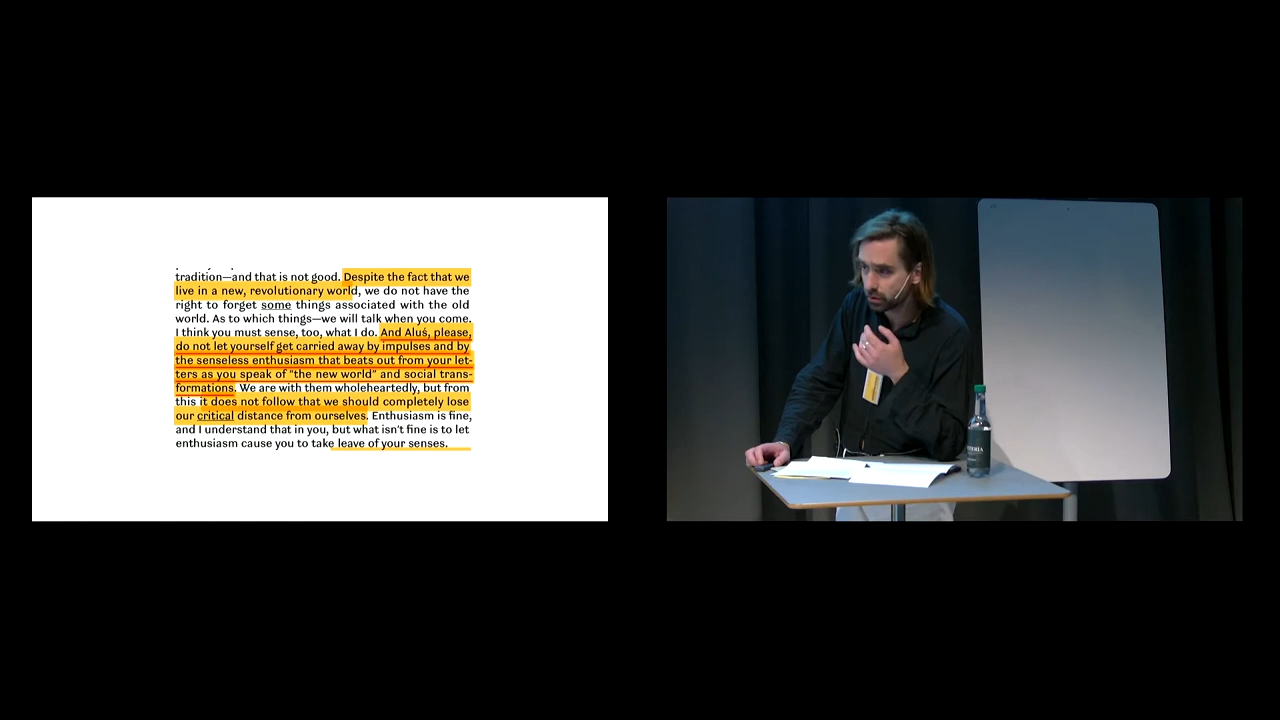 tradition—and that is not good. Despite the fact that we
live in a new, revolutionary world, we do not have the
right to forget some things associated with the old
world. As to which things—we will talk when you come.
I think you must sense, too, what I do. And Aluś, please,
do not let yourself get carried away by impulses and by
the senseless enthusiasm that beats out from your let-
ters as you speak of "the new world" and social trans-
formations. We are with them wholeheartedly, but from
this it does not follow that we should completely lose
our critical distance from ourselves. Enthusiasm is fine,
and I understand that in you, but what isn't fine is to let
enthusiasm cause you to take leave of your senses.